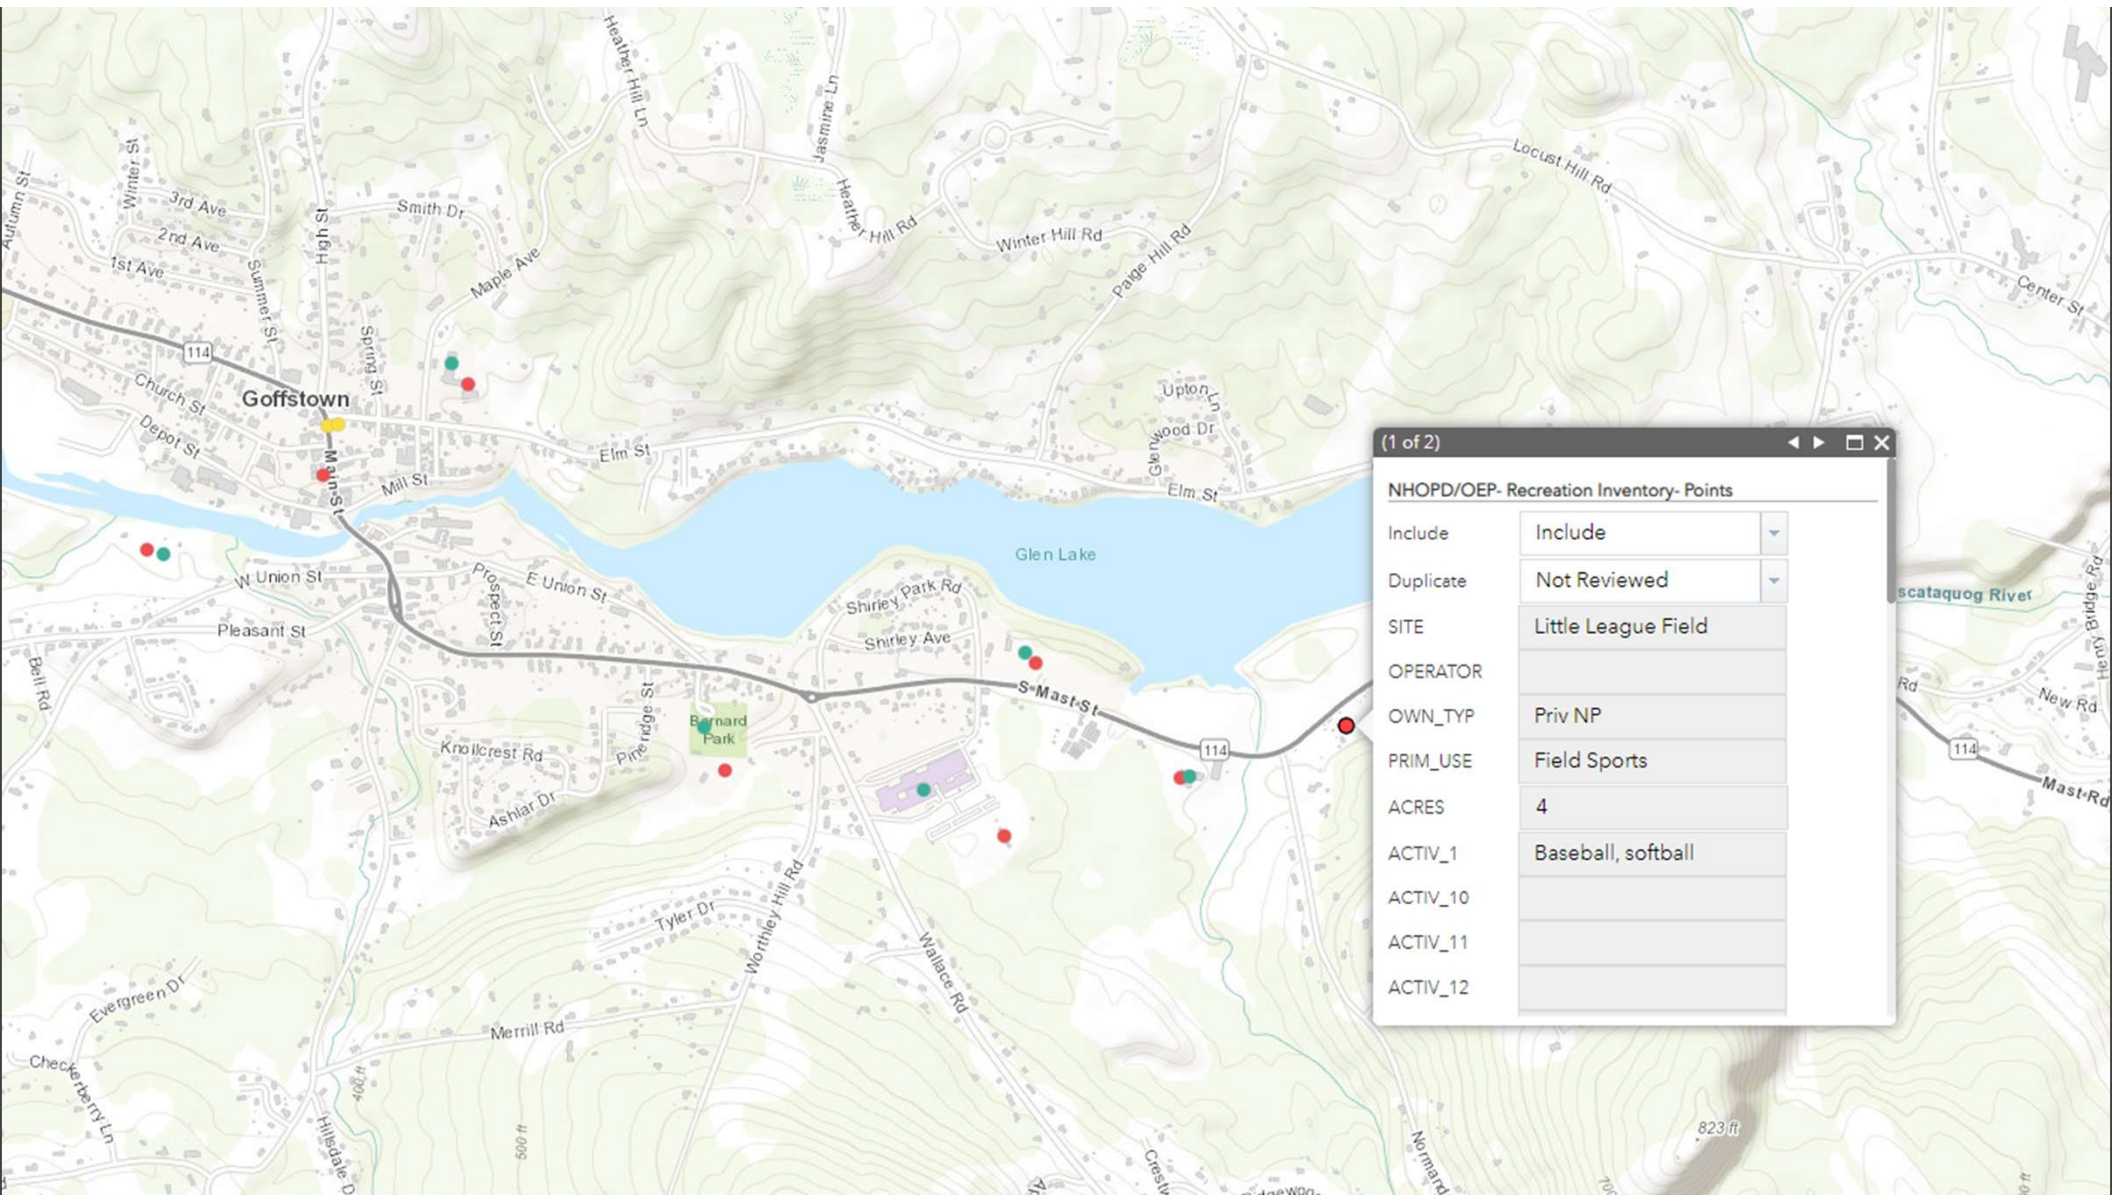 Heather Hill Ln
Jasmine Ln
Locust Hill Rd
Autumn St
Winter St
3rd Ave
2nd Ave
1st Ave
Summer St
High St
Smith Dr
Maple Ave
Heather Hill Rd
Winter Hill Rd
Paige Hill Rd
Center St
114
Spring St
Church St
Goffstown
Depot St
Main St
Mill St
Elm St
Upton Ln
Glenwood Dr
Elm St
Glen Lake
(1 of 2)
NHOPD/OEP- Recreation Inventory- Points
Include Include
Duplicate Not Reviewed
SITE Little League Field
OPERATOR
OWN_TYP Priv NP
PRIM_USE Field Sports
ACRES 4
ACTIV_1 Baseball, softball
ACTIV_10
ACTIV_11
ACTIV_12
scataquog River
Henry Bridge Rd
Rd
New Rd
114
Mast Rd
W Union St
Prospect St
E Union St
Shirley Park Rd
Pleasant St
Shirley Ave
Bell Rd
S Mast St
114
Barnard
Park
Pineridge St
Knollcrest Rd
Ashlar Dr
Tyler Dr
Worthley Hill Rd
Wallace Rd
Evergreen Dr
Merrill Rd
Checkerberry Ln
400 ft
500 ft
Hillsdale D
823 ft
Normand
Crestw